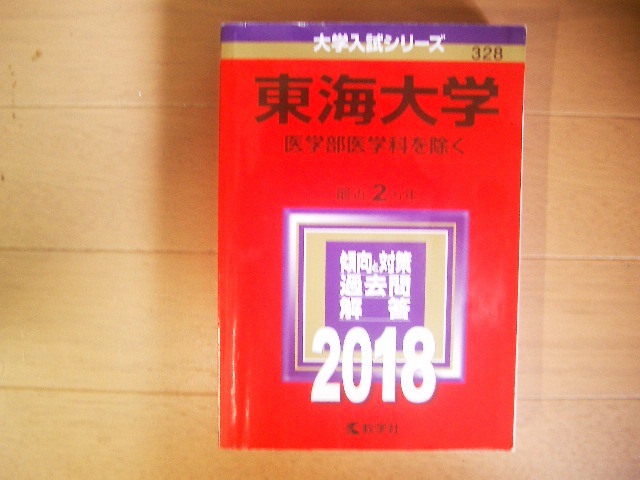 大学入試シリーズ
328
東海大学
医学部医学科を除く
最近2カ年
傾向と対策
過去問
解答
2018
教学社